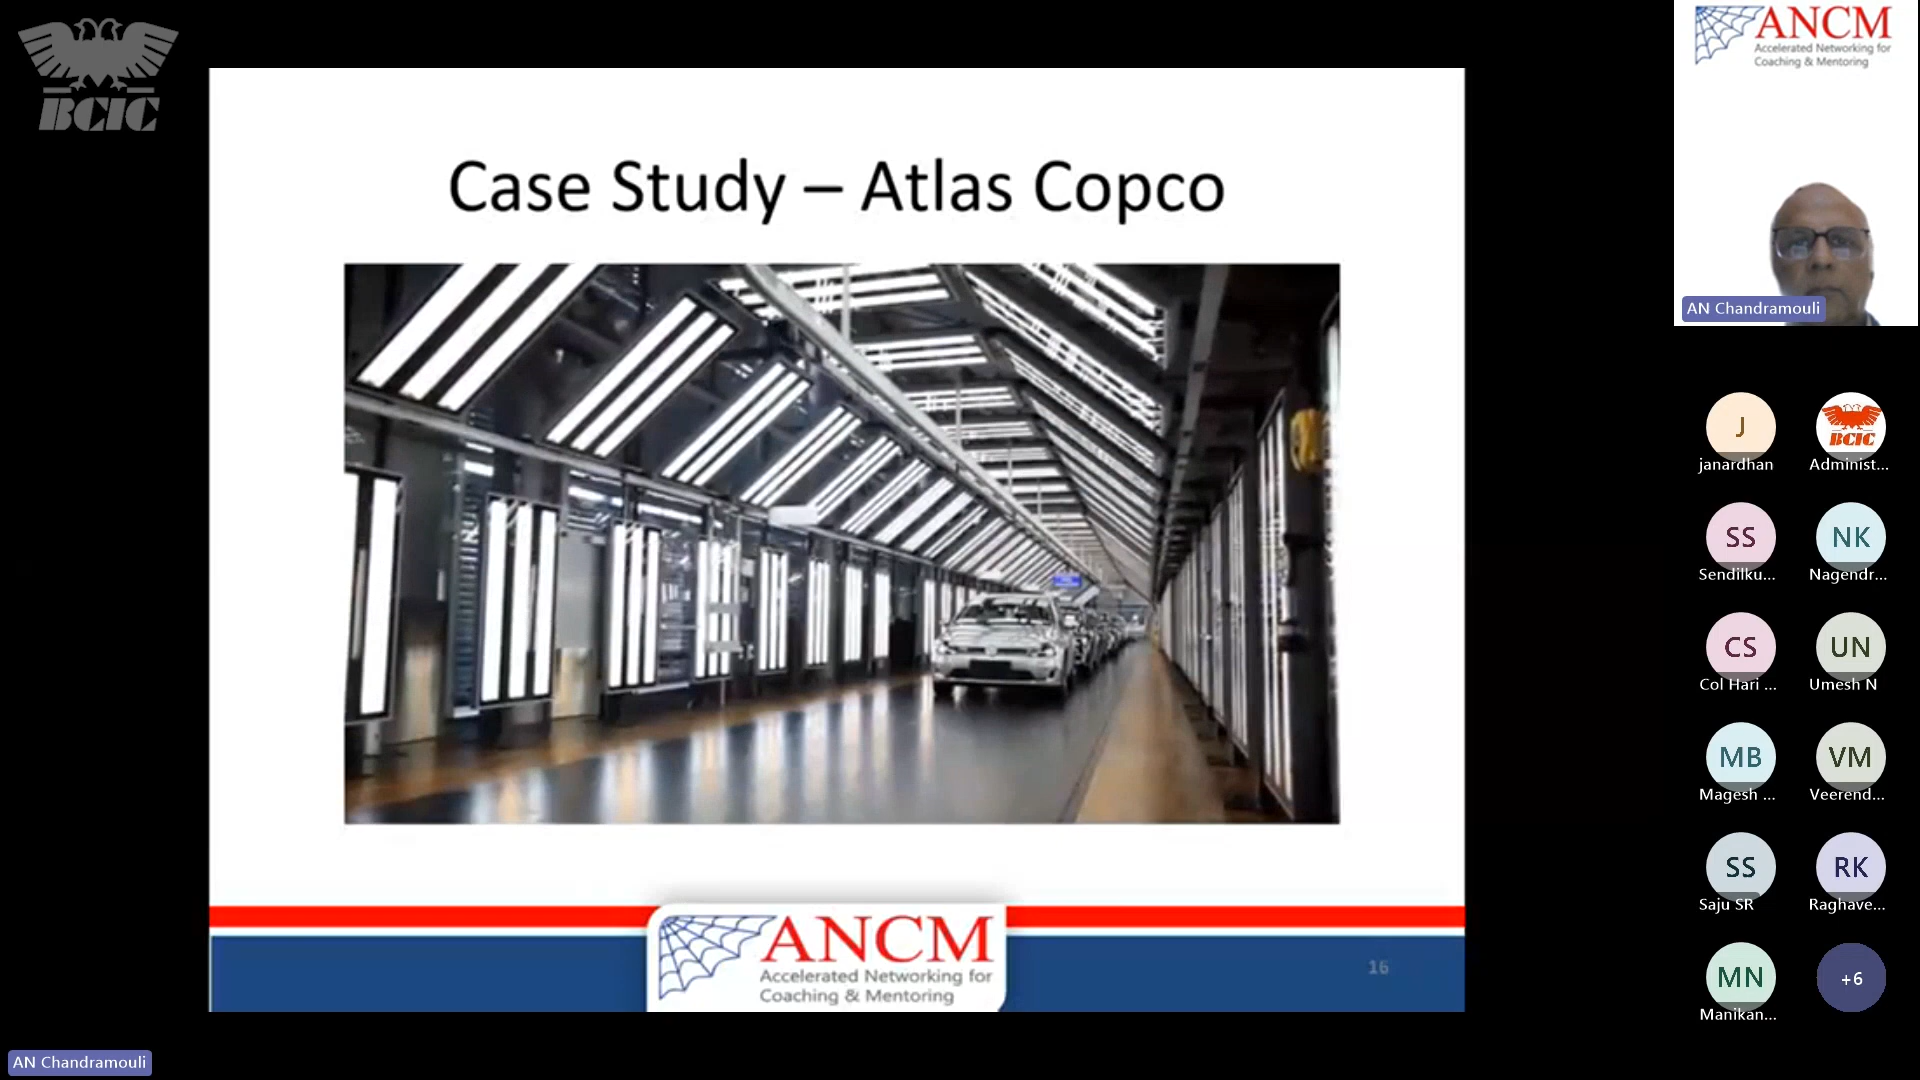 BCIC
Case Study – Atlas Copco
ANCM
Accelerated Networking for
Coaching & Mentoring
16
AN Chandramouli
ANCM
Accelerated Networking for
Coaching & Mentoring
AN Chandramouli
J
janardhan
BCIC
Administ...
SS
Sendilku...
NK
Nagendr...
CS
Col Hari ...
UN
Umesh N
MB
Magesh ...
VM
Veerend...
SS
Saju SR
RK
Raghave...
MN
Manikan...
+6